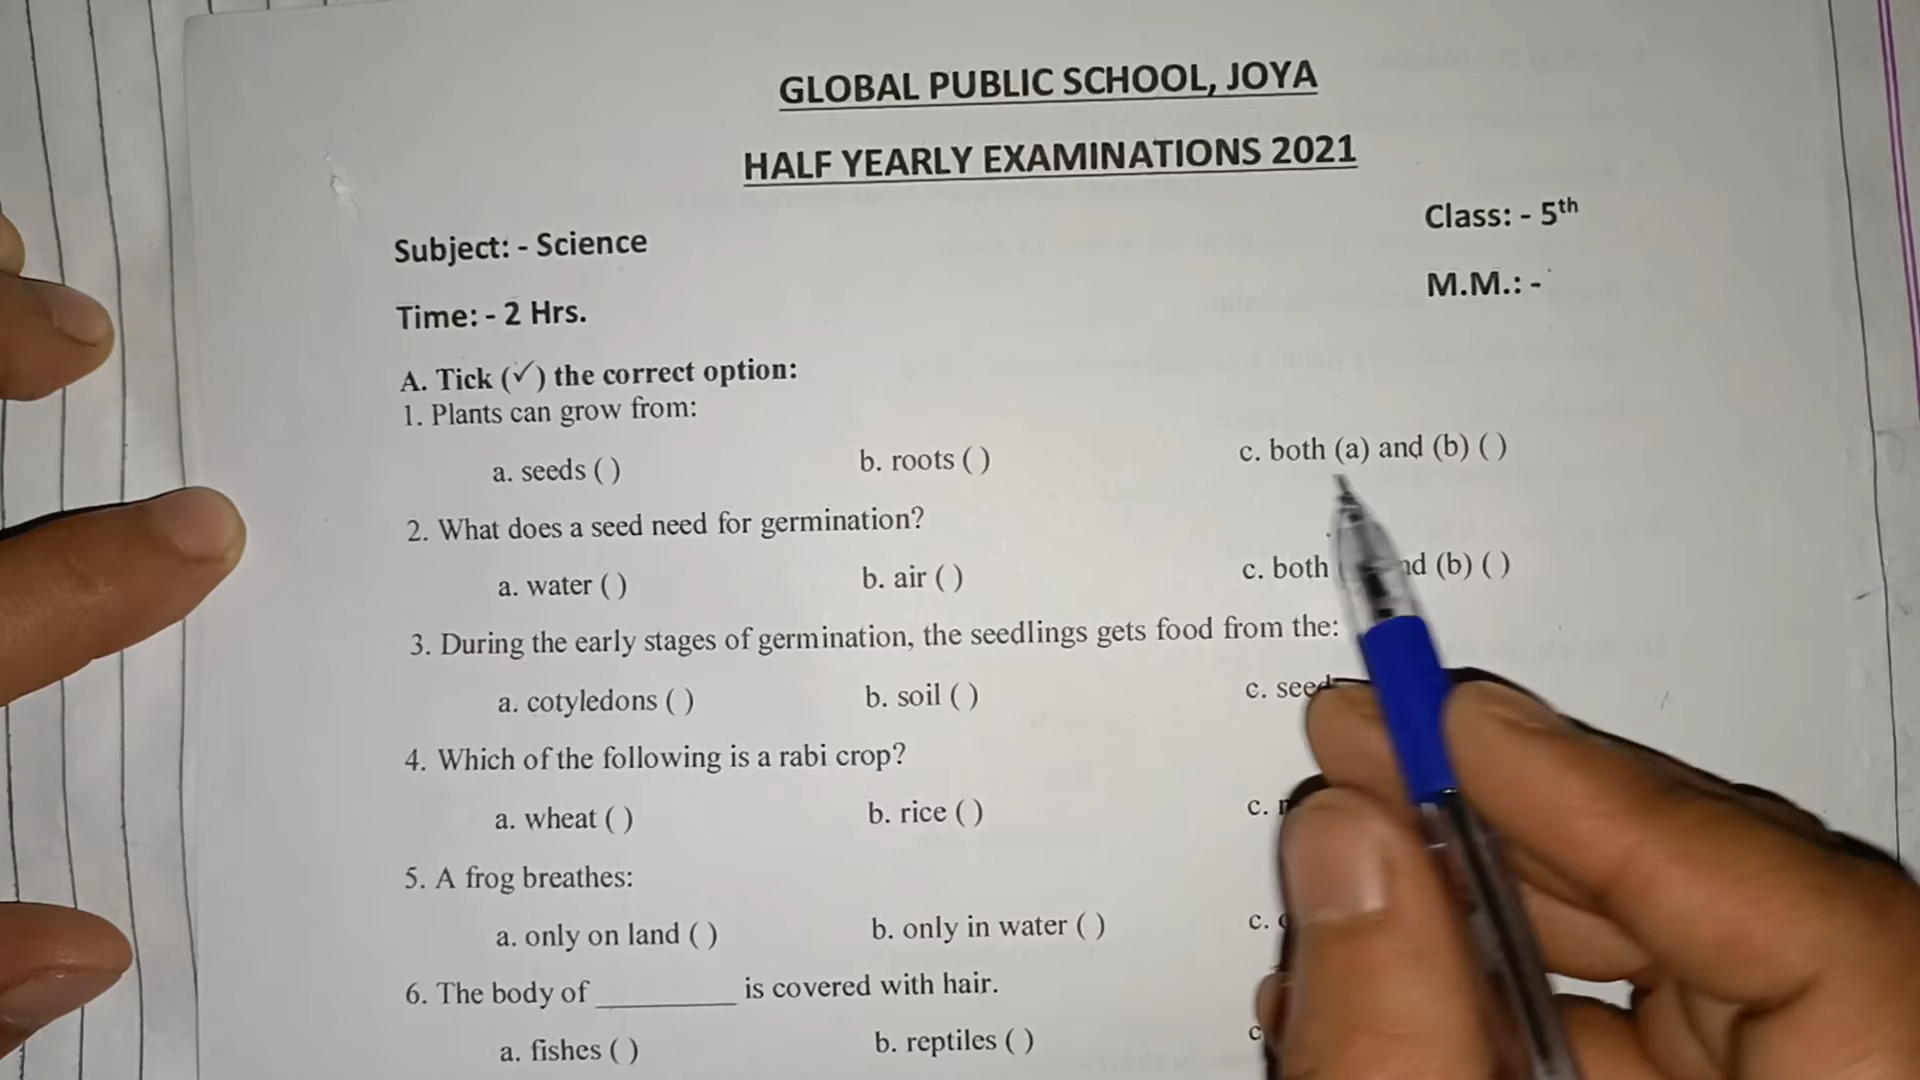 GLOBAL PUBLIC SCHOOL, JOYA
HALF YEARLY EXAMINATIONS 2021
Class: - 5th
Subject: - Science
M.M.: -
Time: - 2 Hrs.
A. Tick (✓) the correct option:
1. Plants can grow from:
a. seeds ( ) b. roots ( ) c. both (a) and (b) ( )
2. What does a seed need for germination?
a. water ( ) b. air ( ) c. both (b) ( )
3. During the early stages of germination, the seedlings gets food from the:
a. cotyledons ( ) b. soil ( ) c.
4. Which of the following is a rabi crop?
a. wheat ( ) b. rice ( ) c.
5. A frog breathes:
a. only on land ( ) b. only in water ( ) c.
6. The body of __________ is covered with hair.
a. fishes ( ) b. reptiles ( ) c